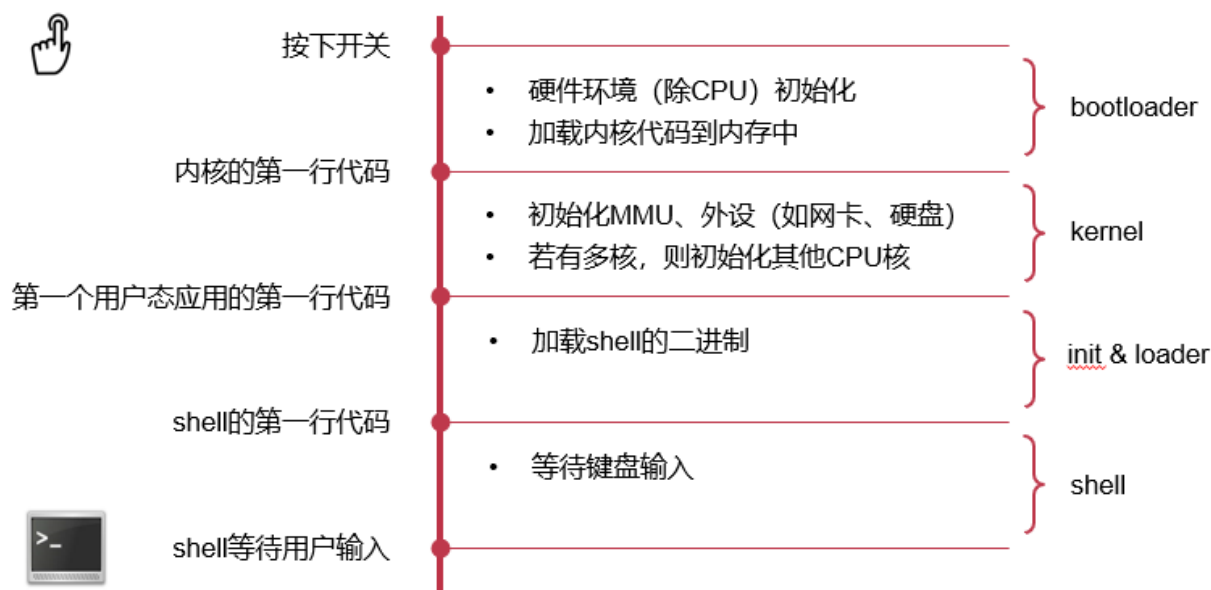 按下开关
• 硬件环境（除CPU）初始化
• 加载内核代码到内存中
bootloader
内核的第一行代码
• 初始化MMU、外设（如网卡、硬盘）
• 若有多核，则初始化其他CPU核
kernel
第一个用户态应用的第一行代码
• 加载shell的二进制
init & loader
shell的第一行代码
• 等待键盘输入
shell
>_
shell等待用户输入